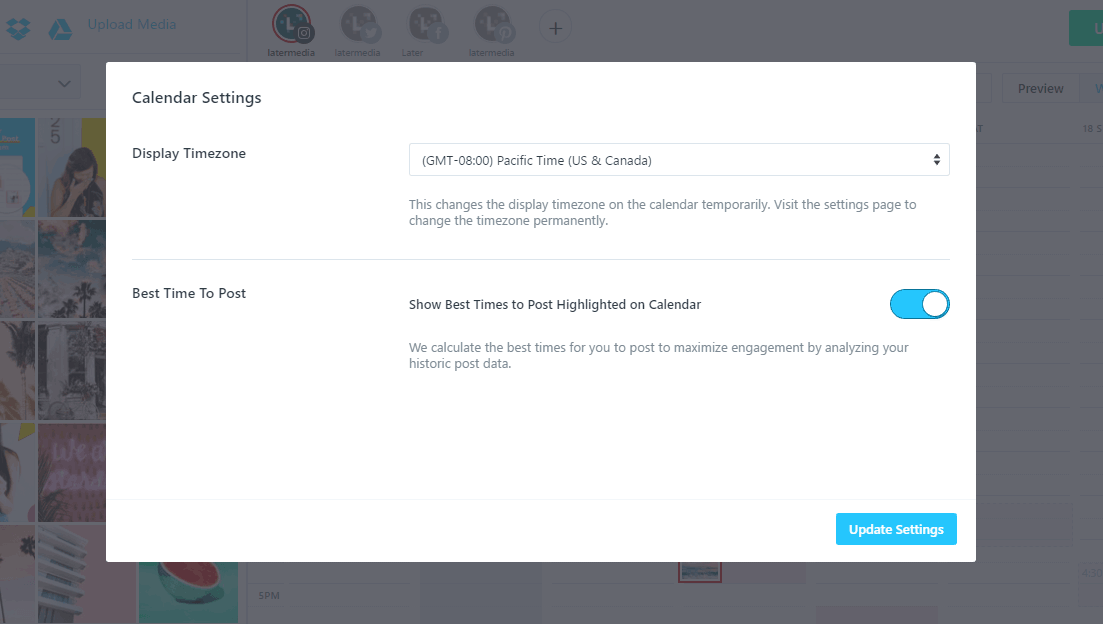 Upload Media
latermedia
latermedia
Later
latermedia
Preview
18 S
Calendar Settings
Display Timezone
(GMT-08:00) Pacific Time (US & Canada)
This changes the display timezone on the calendar temporarily. Visit the settings page to
change the timezone permanently.
Best Time To Post
Show Best Times to Post Highlighted on Calendar
We calculate the best times for you to post to maximize engagement by analyzing your
historic post data.
Update Settings
5PM